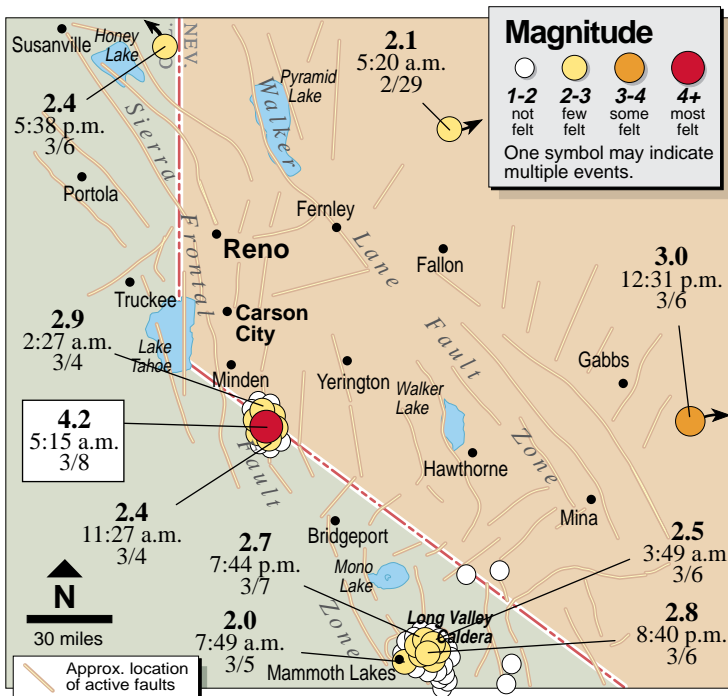 Susanville
Honey
Lake
NEV.
2.4
5:38 p.m.
3/6
Sierra
Frontal
Fault
Zone
Portola
Pyramid
Lake
Walker
Lane
Fault
Zone
2.1
5:20 a.m.
2/29
Magnitude
1-2 2-3 3-4 4+
not few some most
felt felt felt felt
One symbol may indicate
multiple events.
Fernley
Reno
Fallon
3.0
12:31 p.m.
3/6
Truckee
Carson
City
2.9
2:27 a.m.
3/4
Lake
Tahoe
Minden
Yerington
Walker
Lake
Gabbs
4.2
5:15 a.m.
3/8
Hawthorne
Mina
2.4
11:27 a.m.
3/4
Bridgeport
2.7
7:44 p.m.
3/7
Mono
Lake
2.5
3:49 a.m
3/6
N
30 miles
2.0
7:49 a.m.
3/5
Long Valley
Caldera
2.8
8:40 p.m.
3/6
Mammoth Lakes
Approx. location
of active faults